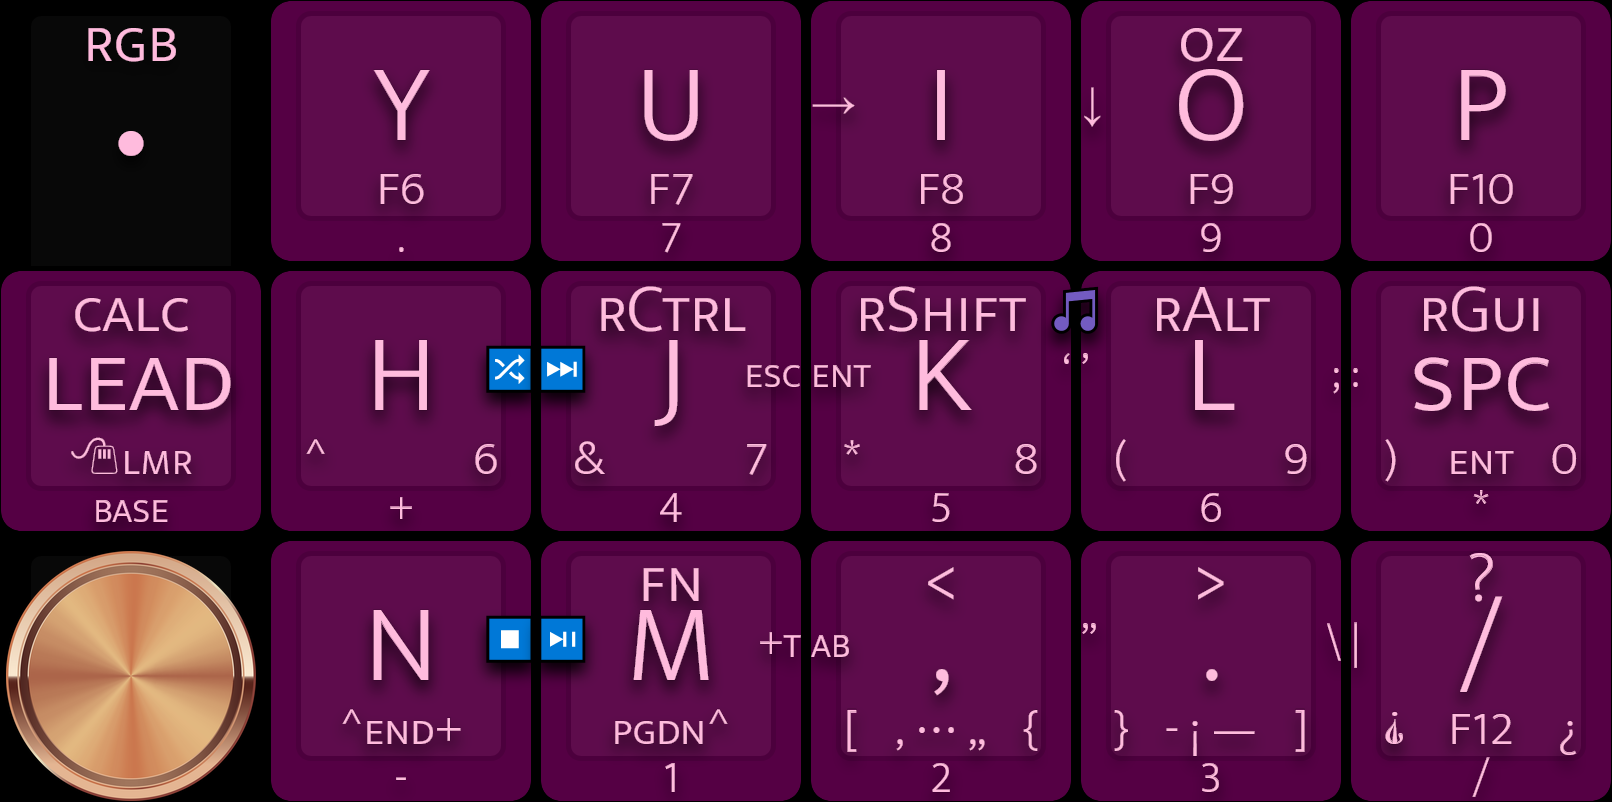 RGB
•
Y
F6
.
U
F7
7
→
I
F8
8
↓
OZ
O
F9
9
P
F10
0
CALC
LEAD
LMR
BASE
H
^ 6
+
RCTRL
J
& 7
4
ESC ENT
RSHIFT
K
* 8
5
‘ ’
RALT
L
( 9
6
; :
RGUI
SPC
) ENT 0
*
N
^END+
-
FN
M
PGDN^
1
+TAB
<
,
[ , … „ {
2
”
>
.
} - ¡ — ]
3
\ |
?
/
F12 ¿
/